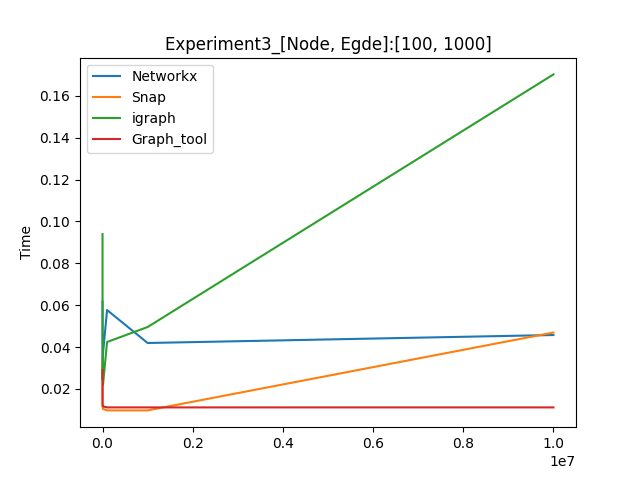 Experiment3_[Node, Egde]:[100, 1000]
Networkx
Snap
igraph
Graph_tool
Time
0.16
0.14
0.12
0.10
0.08
0.06
0.04
0.02
0.0 0.2 0.4 0.6 0.8 1.0
1e7